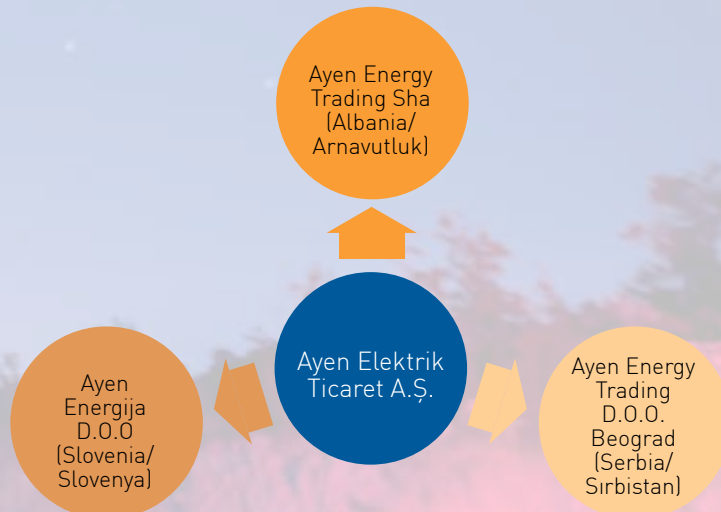 Ayen Energy
Trading Sha
(Albania/
Arnavutluk)
Ayen Elektrik
Ticaret A.Ş.
Ayen
Energija
D.O.O
(Slovenia/
Slovenya)
Ayen Energy
Trading
D.O.O.
Beograd
(Serbia/
Sırbistan)